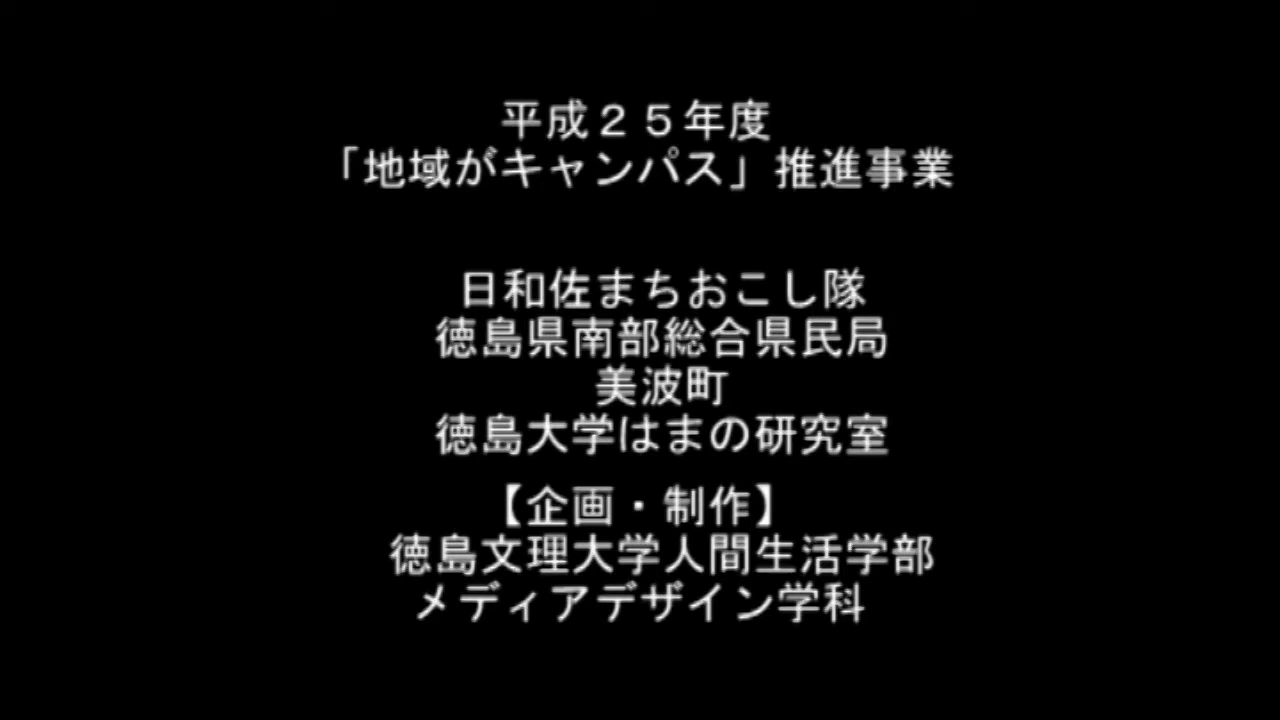 平成２５年度
「地域がキャンパス」推進事業
日和佐まちおこし隊
徳島県南部総合県民局
美波町
徳島大学はまの研究室
【企画・制作】
徳島文理大学人間生活学部
メディアデザイン学科